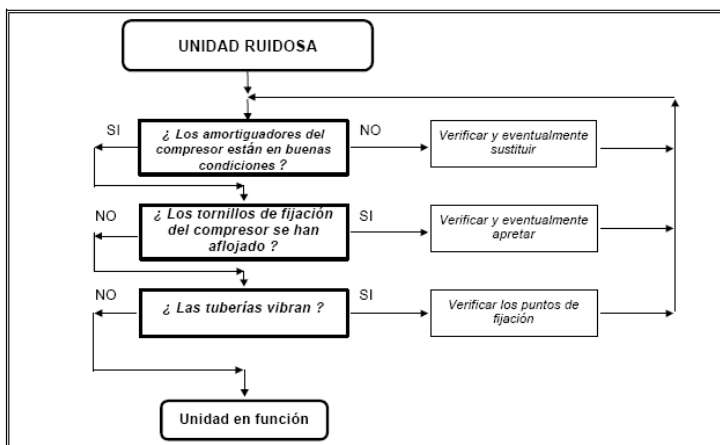 UNIDAD RUIDOSA
SI
¿ Los amortiguadores del
compresor están en buenas
condiciones ?
NO
Verificar y eventualmente
sustituir
NO
¿ Los tornillos de fijación
del compresor se han
aflojado ?
SI
Verificar y eventualmente
apretar
NO
¿ Las tuberías vibran ?
SI
Verificar los puntos de
fijación
Unidad en función